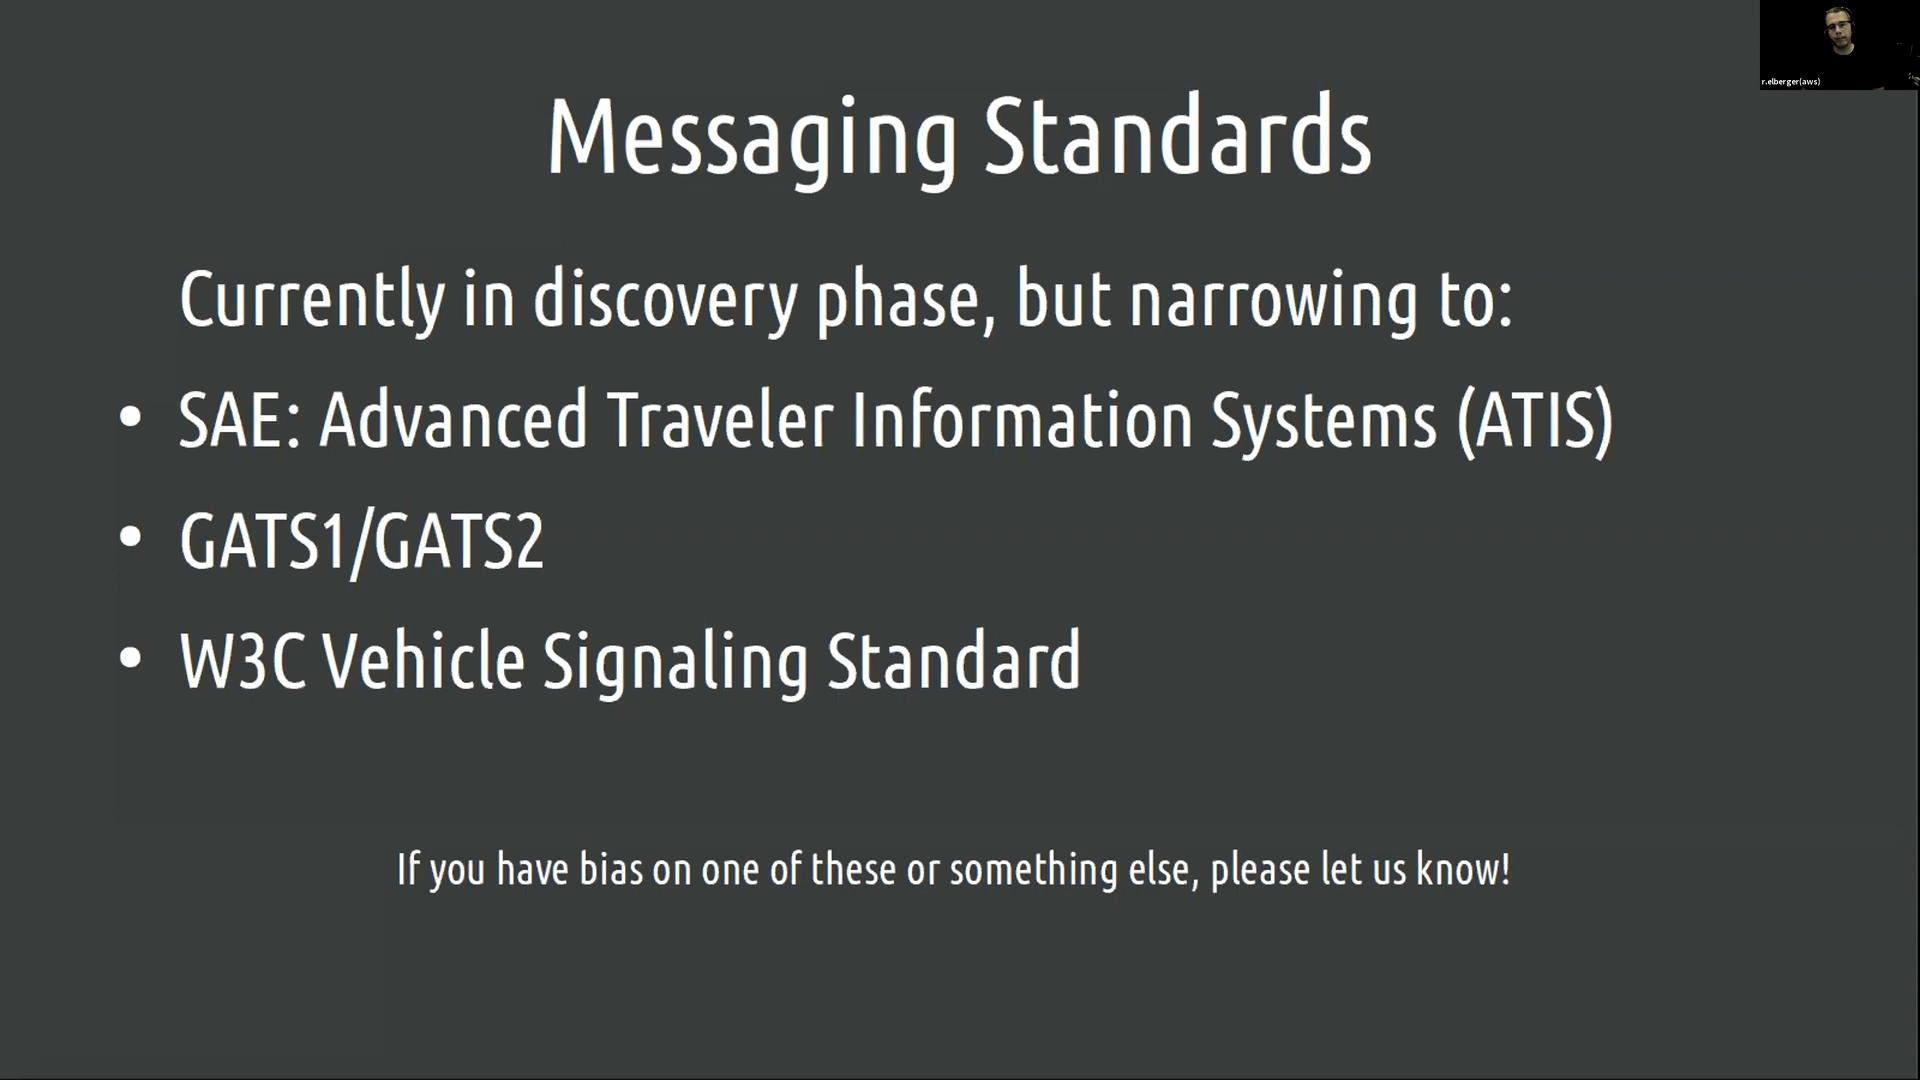 r.elberger(aws)
Messaging Standards
Currently in discovery phase, but narrowing to:
• SAE: Advanced Traveler Information Systems (ATIS)
• GATS1/GATS2
• W3C Vehicle Signaling Standard
If you have bias on one of these or something else, please let us know!